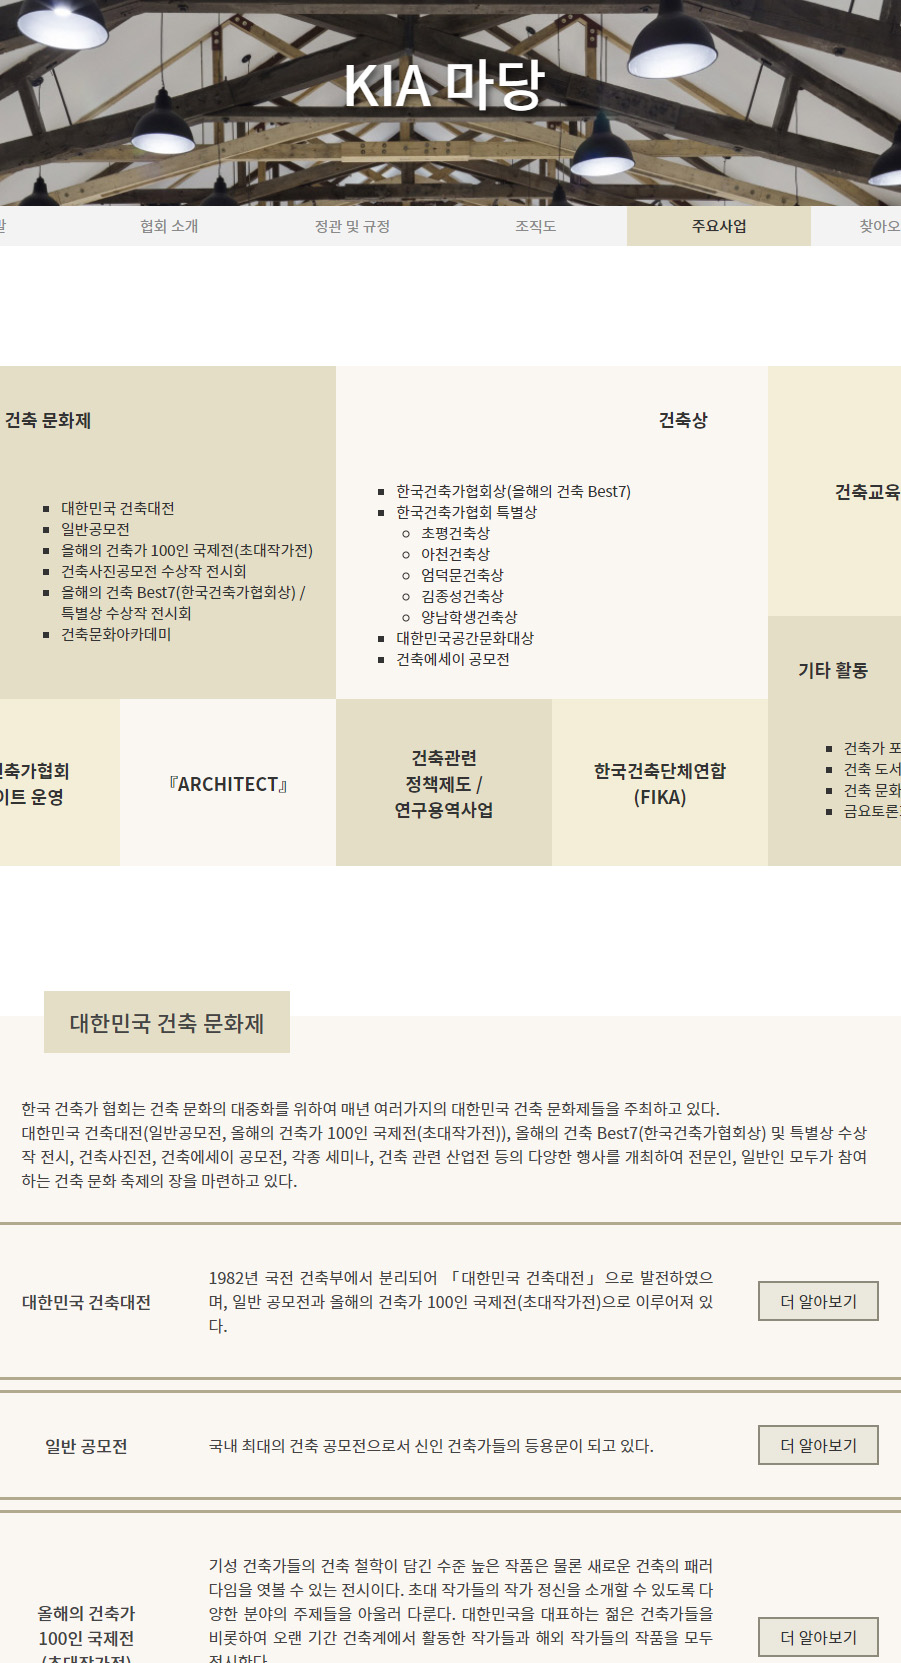 KIA 마당
협회 소개
정관 및 규정
조직도
주요사업
찾아오
건축 문화제
대한민국 건축대전
일반공모전
올해의 건축가 100인 국제전(초대작가전)
건축사진공모전 수상작 전시회
올해의 건축 Best7(한국건축가협회상) /
특별상 수상작 전시회
건축문화아카데미
건축상
한국건축가협회상(올해의 건축 Best7)
한국건축가협회 특별상
초평건축상
아천건축상
엄덕문건축상
김종성건축상
양남학생건축상
대한민국공간문화대상
건축에세이 공모전
건축교육
기타 활동
건축가 포
건축 도서
건축 문화
금요토론
건축가협회
이트 운영
『ARCHITECT』
건축관련
정책제도 /
연구용역사업
한국건축단체연합
(FIKA)
대한민국 건축 문화제
한국 건축가 협회는 건축 문화의 대중화를 위하여 매년 여러가지의 대한민국 건축 문화제들을 주최하고 있다.
대한민국 건축대전(일반공모전, 올해의 건축가 100인 국제전(초대작가전)), 올해의 건축 Best7(한국건축가협회상) 및 특별상 수상
작 전시, 건축사진전, 건축에세이 공모전, 각종 세미나, 건축 관련 산업전 등의 다양한 행사를 개최하여 전문인, 일반인 모두가 참여
하는 건축 문화 축제의 장을 마련하고 있다.
대한민국 건축대전
1982년 국전 건축부에서 분리되어 「대한민국 건축대전」으로 발전하였으
며, 일반 공모전과 올해의 건축가 100인 국제전(초대작가전)으로 이루어져 있
다.
더 알아보기
일반 공모전
국내 최대의 건축 공모전으로서 신인 건축가들의 등용문이 되고 있다.
더 알아보기
올해의 건축가
100인 국제전
(초대작가전)
기성 건축가들의 건축 철학이 담긴 수준 높은 작품은 물론 새로운 건축의 패러
다임을 엿볼 수 있는 전시이다. 초대 작가들의 작가 정신을 소개할 수 있도록 다
양한 분야의 주제들을 아울러 다룬다. 대한민국을 대표하는 젊은 건축가들을
비롯하여 오랜 기간 건축계에서 활동한 작가들과 해외 작가들의 작품을 모두
전시한다.
더 알아보기